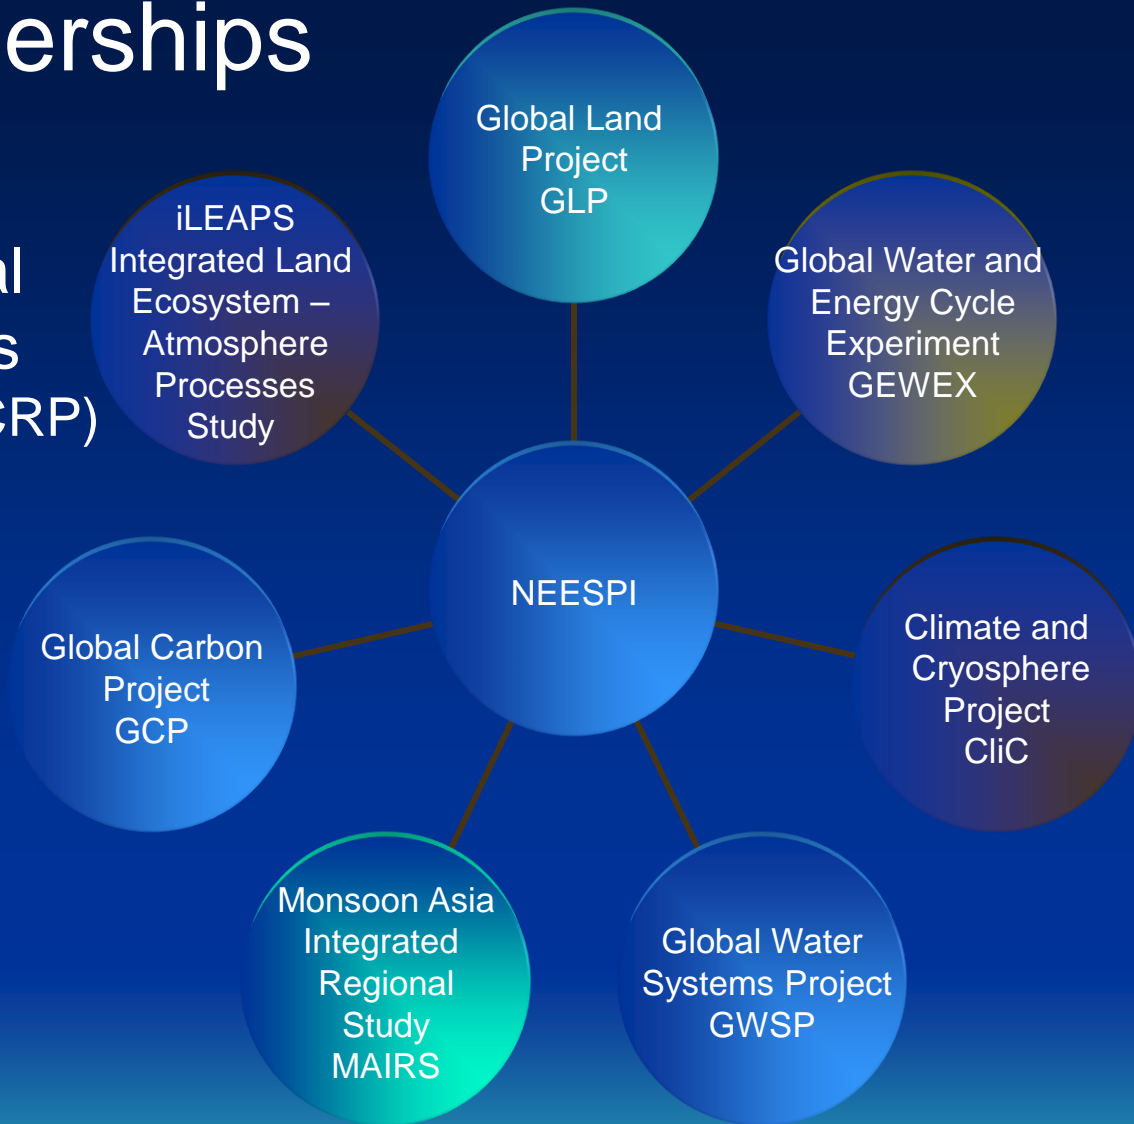 erships
al
s
CRP)
Global Land
Project
GLP
iLEAPS
Integrated Land
Ecosystem –
Atmosphere
Processes
Study
Global Water and
Energy Cycle
Experiment
GEWEX
NEESPI
Global Carbon
Project
GCP
Climate and
Cryosphere
Project
CliC
Monsoon Asia
Integrated
Regional
Study
MAIRS
Global Water
Systems Project
GWSP